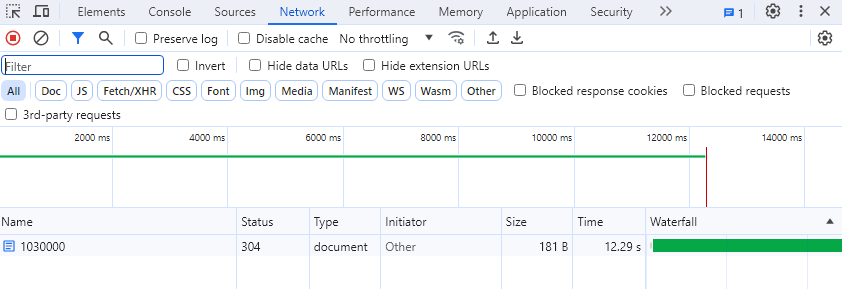 Elements Console Sources Network Performance Memory Application Security 1
Preserve log Disable cache No throttling
Filter Invert Hide data URLs Hide extension URLs
All Doc JS Fetch/XHR CSS Font Img Media Manifest WS Wasm Other Blocked response cookies Blocked requests
3rd-party requests
2000 ms 4000 ms 6000 ms 8000 ms 10000 ms 12000 ms 14000 ms
Name Status Type Initiator Size Time Waterfall
1030000 304 document Other 181 B 12.29 s